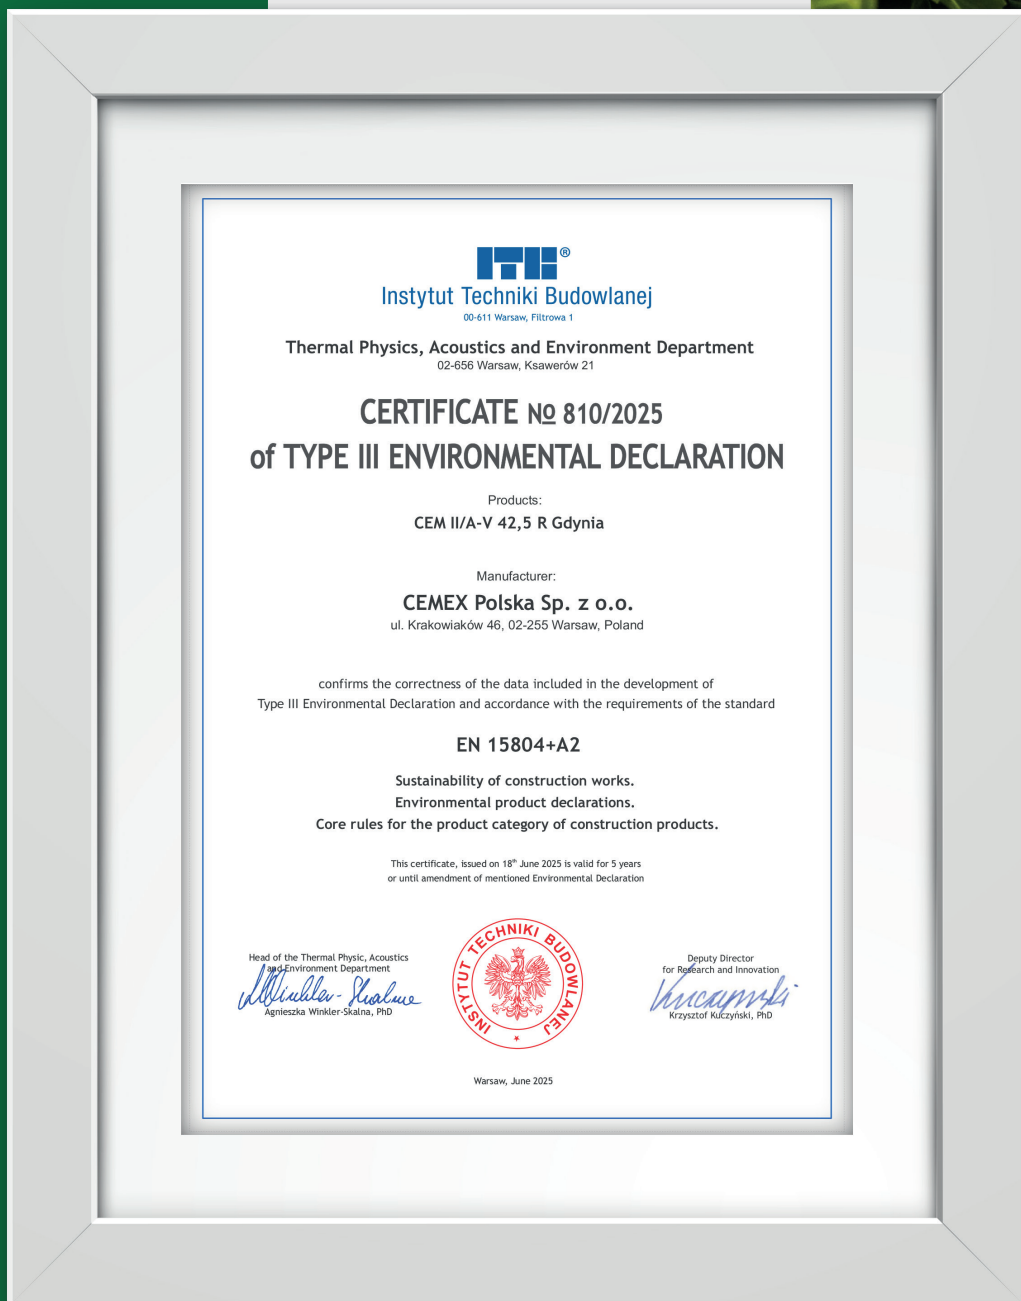 ITB®
Instytut Techniki Budowlanej
00-611 Warsaw, Filtrowa 1
Thermal Physics, Acoustics and Environment Department
02-656 Warsaw, Ksawerów 21
CERTIFICATE № 810/2025
of TYPE III ENVIRONMENTAL DECLARATION
Products:
CEM II/A-V 42,5 R Gdynia
Manufacturer:
CEMEX Polska Sp. z o.o.
ul. Krakowiaków 46, 02-255 Warsaw, Poland
confirms the correctness of the data included in the development of
Type III Environmental Declaration and accordance with the requirements of the standard
EN 15804+A2
Sustainability of construction works.
Environmental product declarations.
Core rules for the product category of construction products.
This certificate, issued on 18th June 2025 is valid for 5 years
or until amendment of mentioned Environmental Declaration
Head of the Thermal Physic, Acoustics
and Environment Department
AWinkler-Skalna
Agnieszka Winkler-Skalna, PhD
INSTYTUT TECHNIKI BUDOWLANEJ
Deputy Director
for Research and Innovation
Kuczyński
Krzysztof Kuczyński, PhD
Warsaw, June 2025